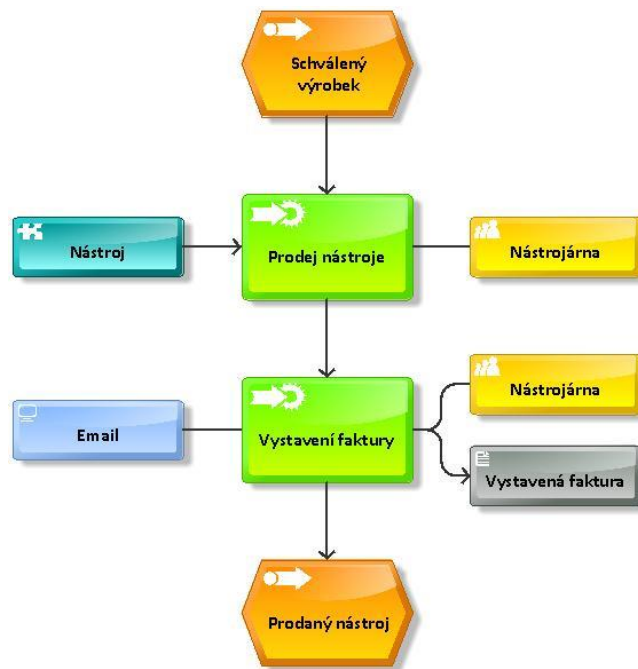 Schválený
výrobek
Nástroj
Prodej nástroje
Nástrojárna
Nástrojárna
Email
Vystavení faktury
Vystavená faktura
Prodaný nástroj